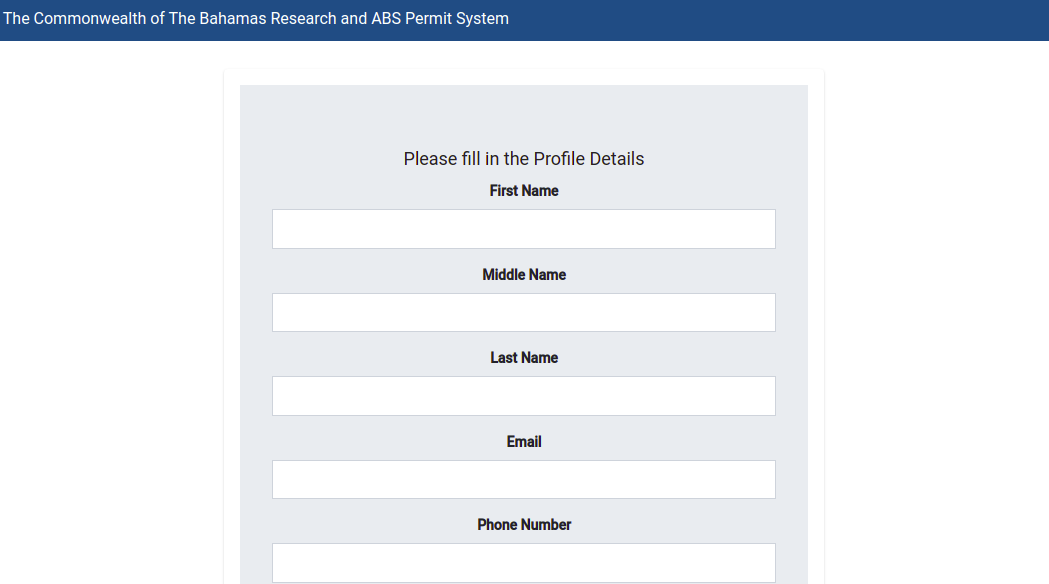 The Commonwealth of The Bahamas Research and ABS Permit System
Please fill in the Profile Details
First Name
Middle Name
Last Name
Email
Phone Number